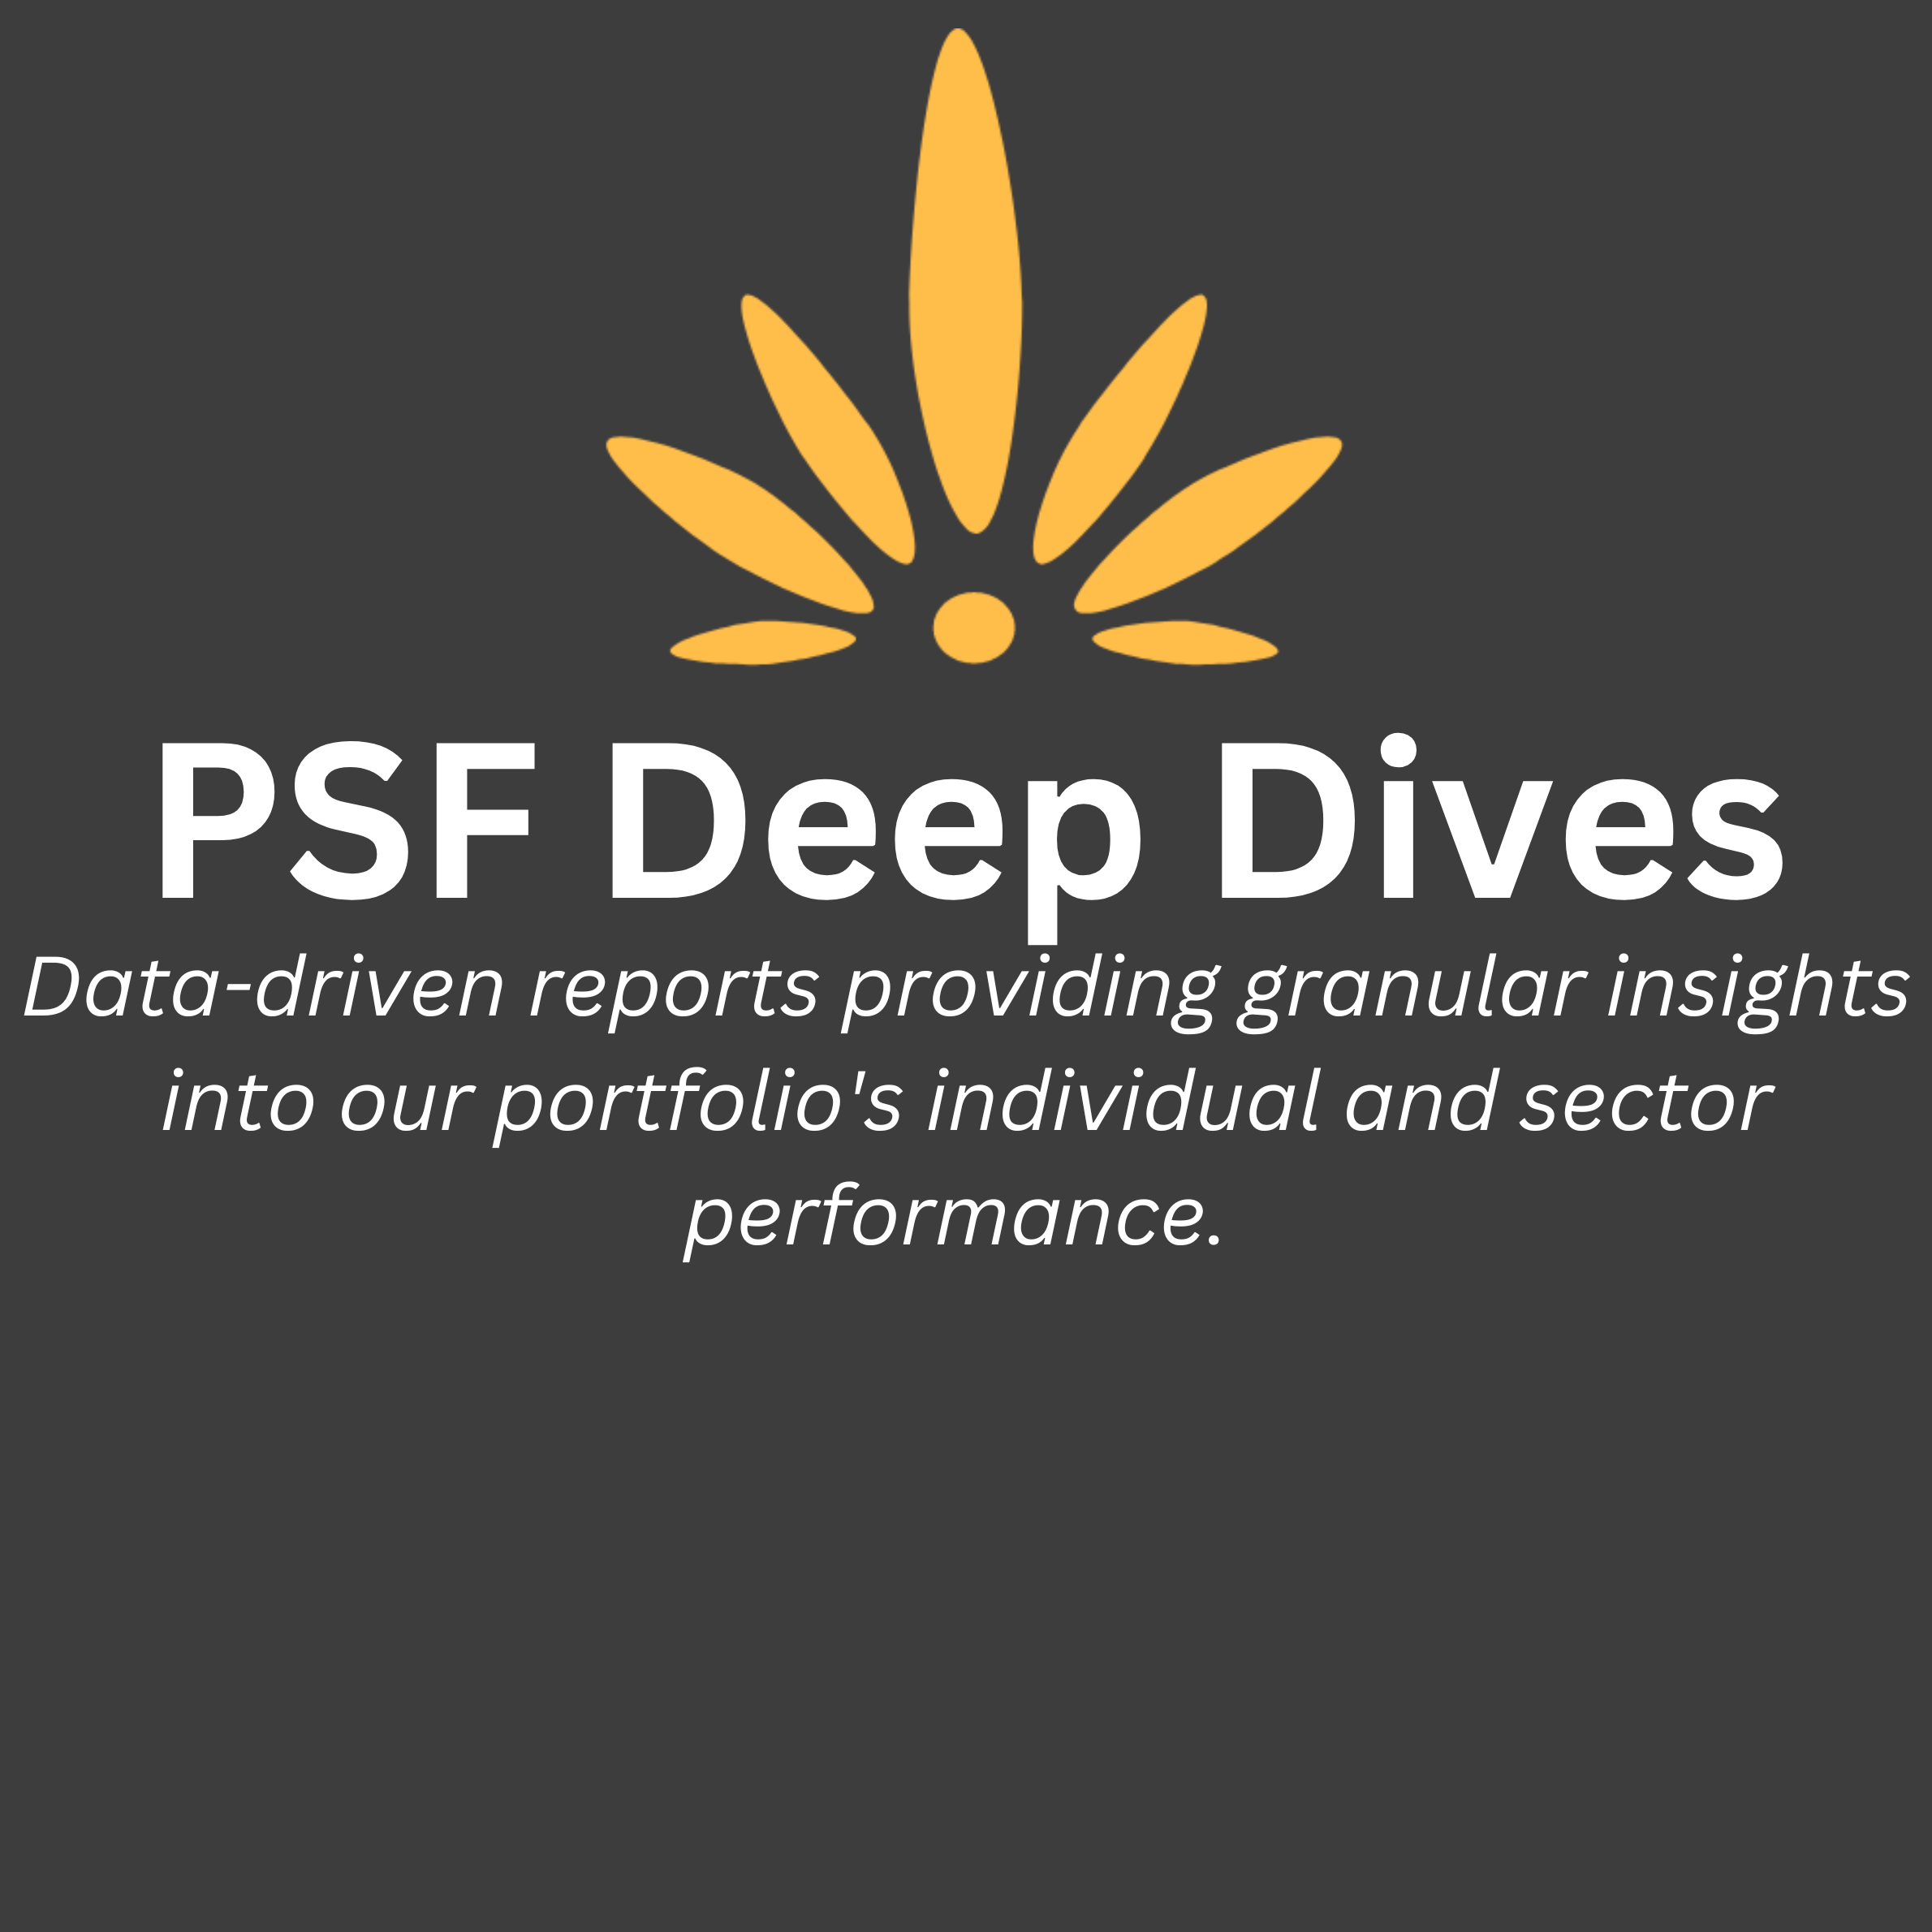 PSF Deep Dives
Data-driven reports providing granular insights
into our portfolio's individual and sector
performance.